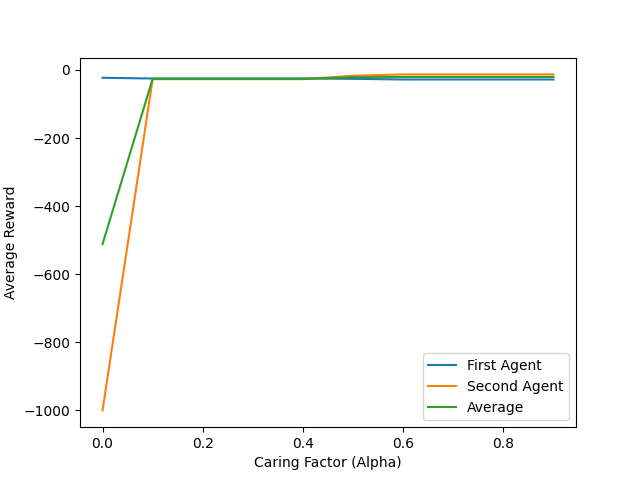 0
−200
−400
−600
−800
−1000
Average Reward
0.0 0.2 0.4 0.6 0.8
Caring Factor (Alpha)
First Agent
Second Agent
Average